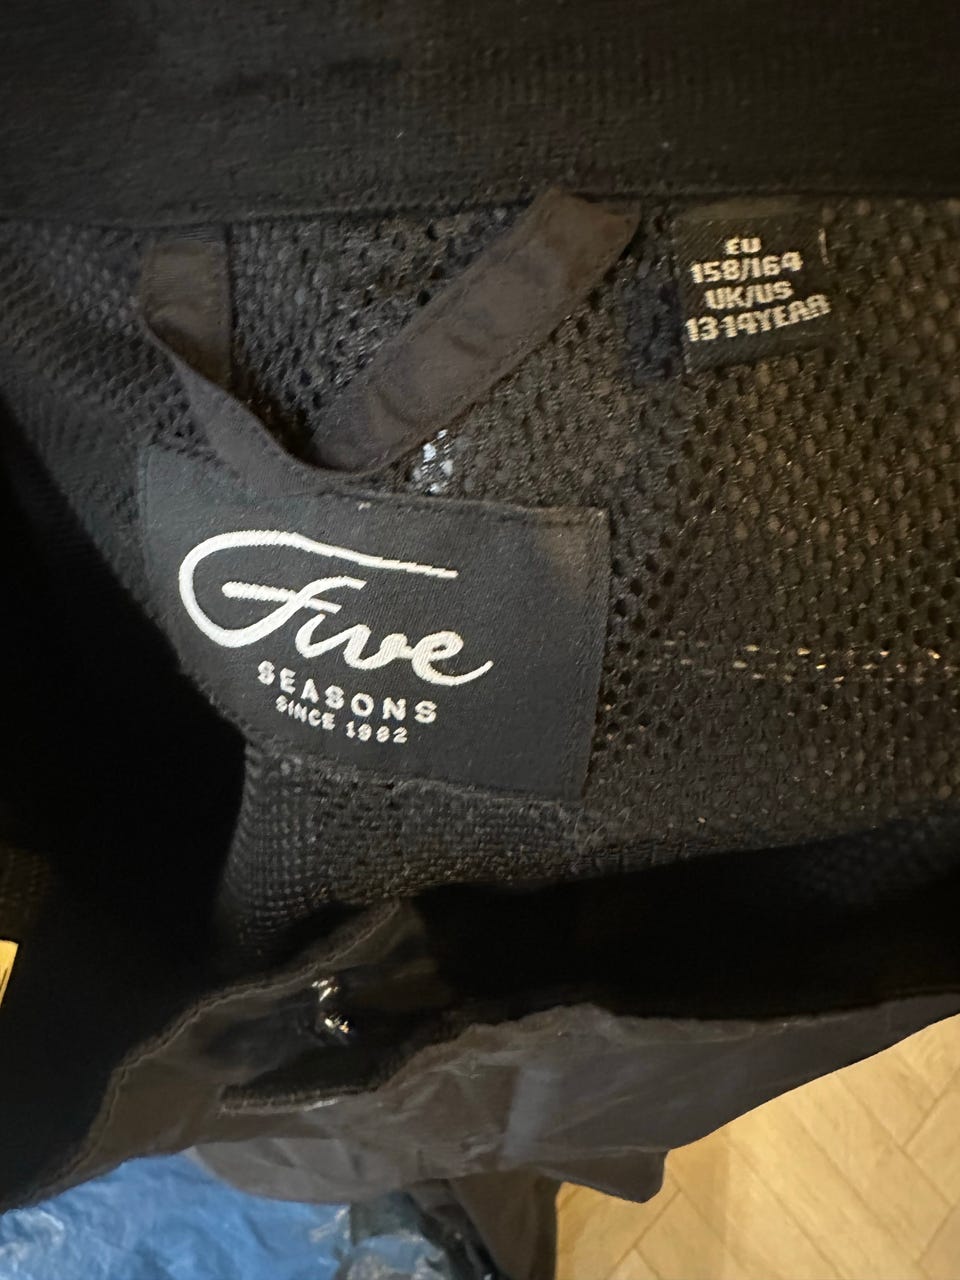 EU
158/164
UK/US
13-14YEAR
Five
SEASONS
SINCE 1982